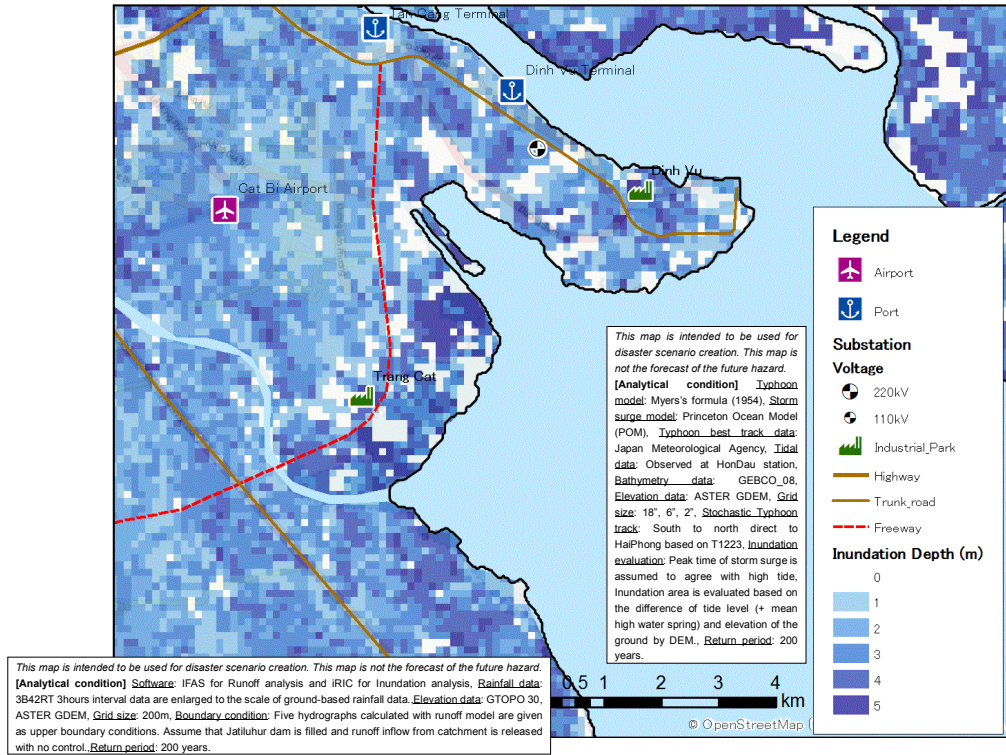 Tan Cang Terminal
Dinh Vu Terminal
Dinh Vu
Cat Bi Airport
Trang Cat
Legend
Airport
Port
Substation
Voltage
220kV
110kV
Industrial_Park
Highway
Trunk_road
Freeway
Inundation Depth (m)
0
1
2
3
4
5
This map is intended to be used for
disaster scenario creation. This map is
not the forecast of the future hazard.
[Analytical condition] Typhoon
model: Myers's formula (1954), Storm
surge model: Princeton Ocean Model
(POM), Typhoon best track data:
Japan Meteorological Agency, Tidal
data: Observed at HonDau station,
Bathymetry data: GEBCO_08,
Elevation data: ASTER GDEM, Grid
size: 18", 6", 2", Stochastic Typhoon
track: South to north direct to
HaiPhong based on T1223, Inundation
evaluation: Peak time of storm surge is
assumed to agree with high tide,
Inundation area is evaluated based on
the difference of tide level (+ mean
high water spring) and elevation of the
ground by DEM., Return period: 200
years.
0.5 1 2 3 4
km
© OpenStreetMap (
This map is intended to be used for disaster scenario creation. This map is not the forecast of the future hazard.
[Analytical condition] Software: IFAS for Runoff analysis and iRIC for Inundation analysis, Rainfall data:
3B42RT 3hours interval data are enlarged to the scale of ground-based rainfall data. Elevation data: GTOPO 30,
ASTER GDEM, Grid size: 200m, Boundary condition: Five hydrographs calculated with runoff model are given
as upper boundary conditions. Assume that Jatiluhur dam is filled and runoff inflow from catchment is released
with no control., Return period: 200 years.